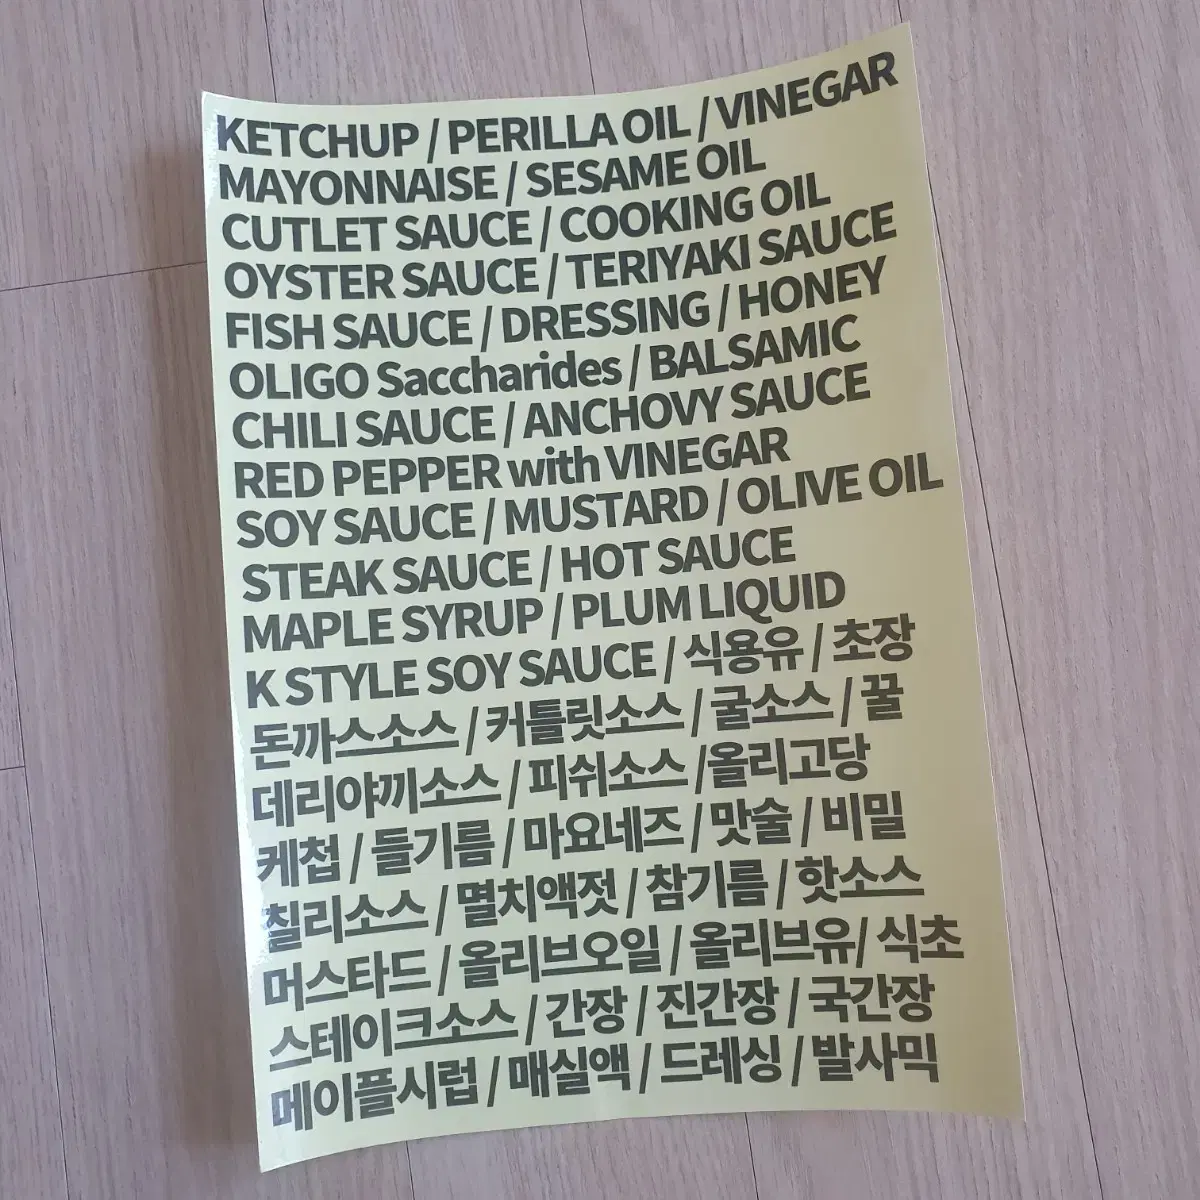 KETCHUP / PERILLA OIL / VINEGAR
MAYONNAISE / SESAME OIL
CUTLET SAUCE / COOKING OIL
OYSTER SAUCE / TERIYAKI SAUCE
FISH SAUCE / DRESSING / HONEY
OLIGO Saccharides / BALSAMIC
CHILI SAUCE / ANCHOVY SAUCE
RED PEPPER with VINEGAR
SOY SAUCE / MUSTARD / OLIVE OIL
STEAK SAUCE / HOT SAUCE
MAPLE SYRUP / PLUM LIQUID
K STYLE SOY SAUCE / 식용유 / 초장
돈까스소스 / 커틀릿소스 / 굴소스 / 꿀
데리야끼소스 / 피쉬소스 /올리고당
케첩 / 들기름 / 마요네즈 / 맛술 / 비밀
칠리소스 / 멸치액젓 / 참기름 / 핫소스
머스타드 / 올리브오일 / 올리브유/ 식초
스테이크소스 / 간장 / 진간장 / 국간장
메이플시럽 / 매실액 / 드레싱 / 발사믹